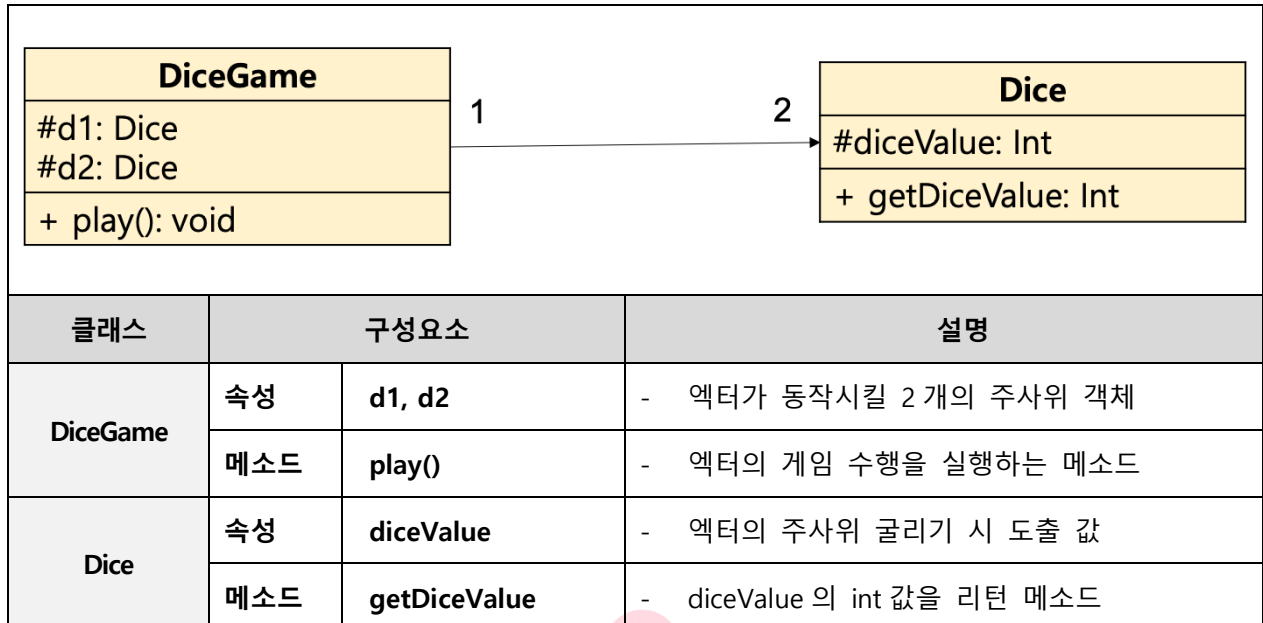 DiceGame
#d1: Dice
#d2: Dice
+ play(): void
1
2
Dice
#diceValue: Int
+ getDiceValue: Int
클래스 구성요소 설명
DiceGame
속성 d1, d2 - 엑터가 동작시킬 2 개의 주사위 객체
메소드 play() - 엑터의 게임 수행을 실행하는 메소드
Dice
속성 diceValue - 엑터의 주사위 굴리기 시 도출 값
메소드 getDiceValue - diceValue 의 int 값을 리턴 메소드